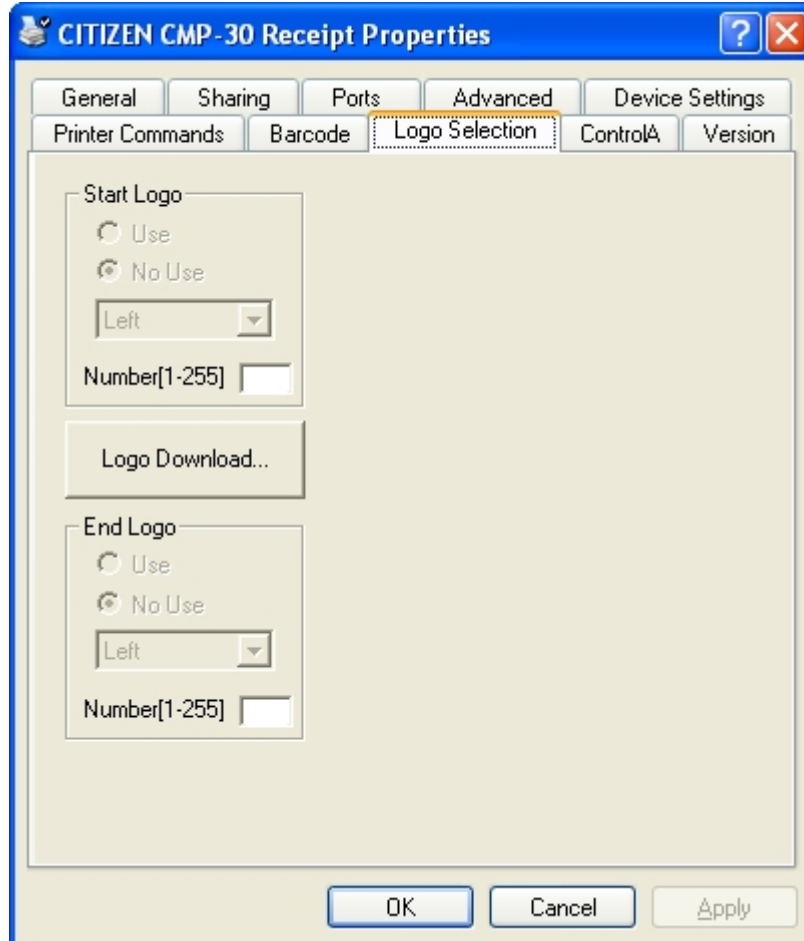 CITIZEN CMP-30 Receipt Properties
General Sharing Ports Advanced Device Settings
Printer Commands Barcode Logo Selection ControlA Version
Start Logo
Use
No Use
Left
Number[1-255]
Logo Download...
End Logo
Use
No Use
Left
Number[1-255]
OK Cancel Apply